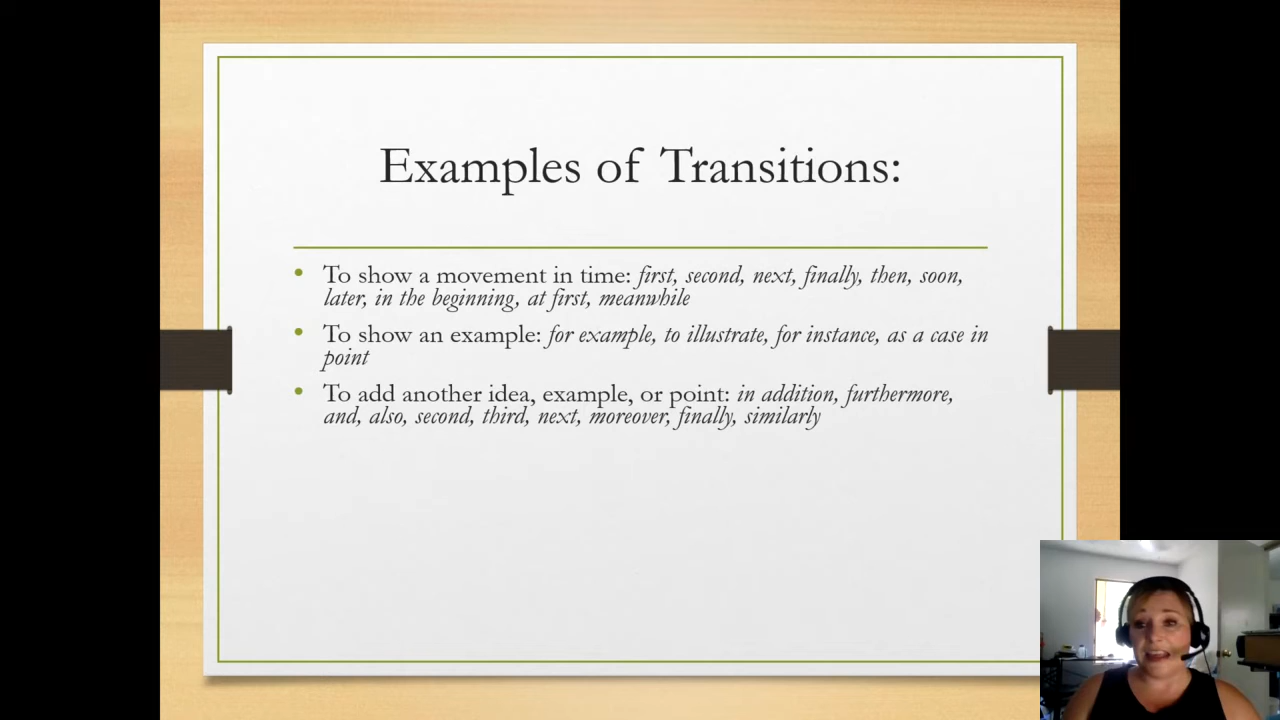 Examples of Transitions:
• To show a movement in time: first, second, next, finally, then, soon,
later, in the beginning, at first, meanwhile
• To show an example: for example, to illustrate, for instance, as a case in
point
• To add another idea, example, or point: in addition, furthermore,
and, also, second, third, next, moreover, finally, similarly